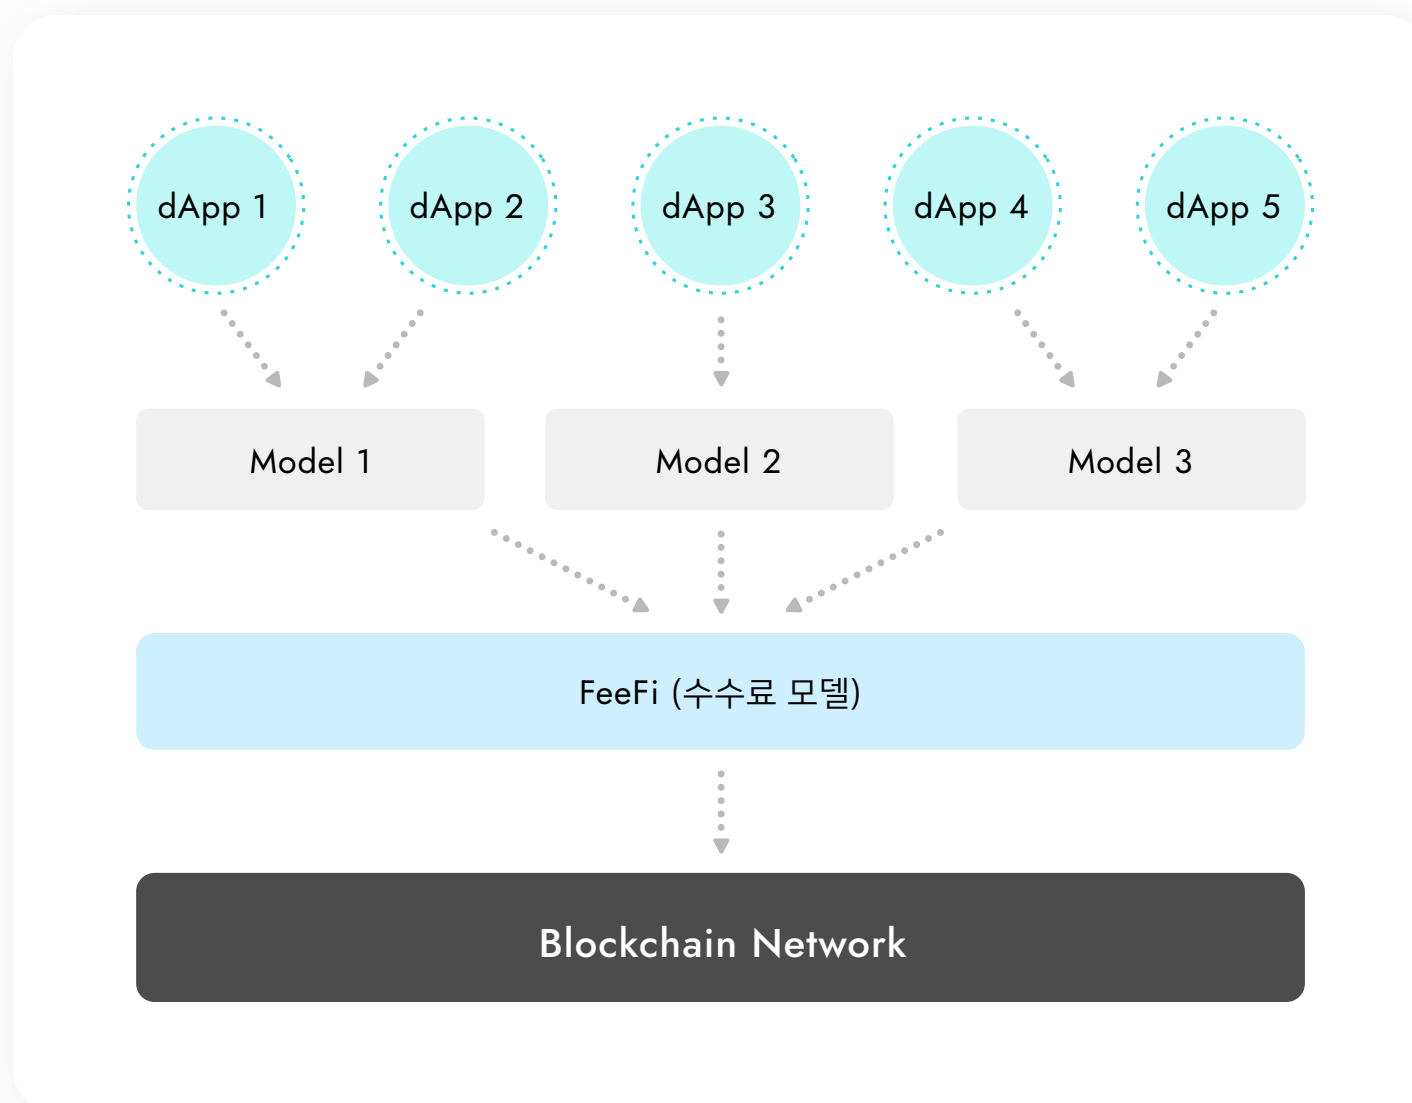 dApp 1
dApp 2
dApp 3
dApp 4
dApp 5
Model 1
Model 2
Model 3
FeeFi (수수료 모델)
Blockchain Network